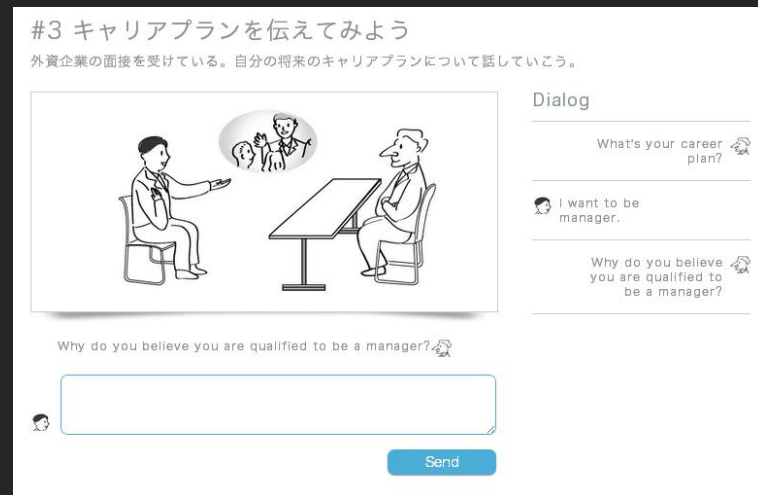 #3 キャリアプランを伝えてみよう
外資企業の面接を受けている。自分の将来のキャリアプランについて話していこう。
Dialog
What's your career
plan?
I want to be
manager.
Why do you believe
you are qualified to
be a manager?
Why do you believe you are qualified to be a manager?
Send